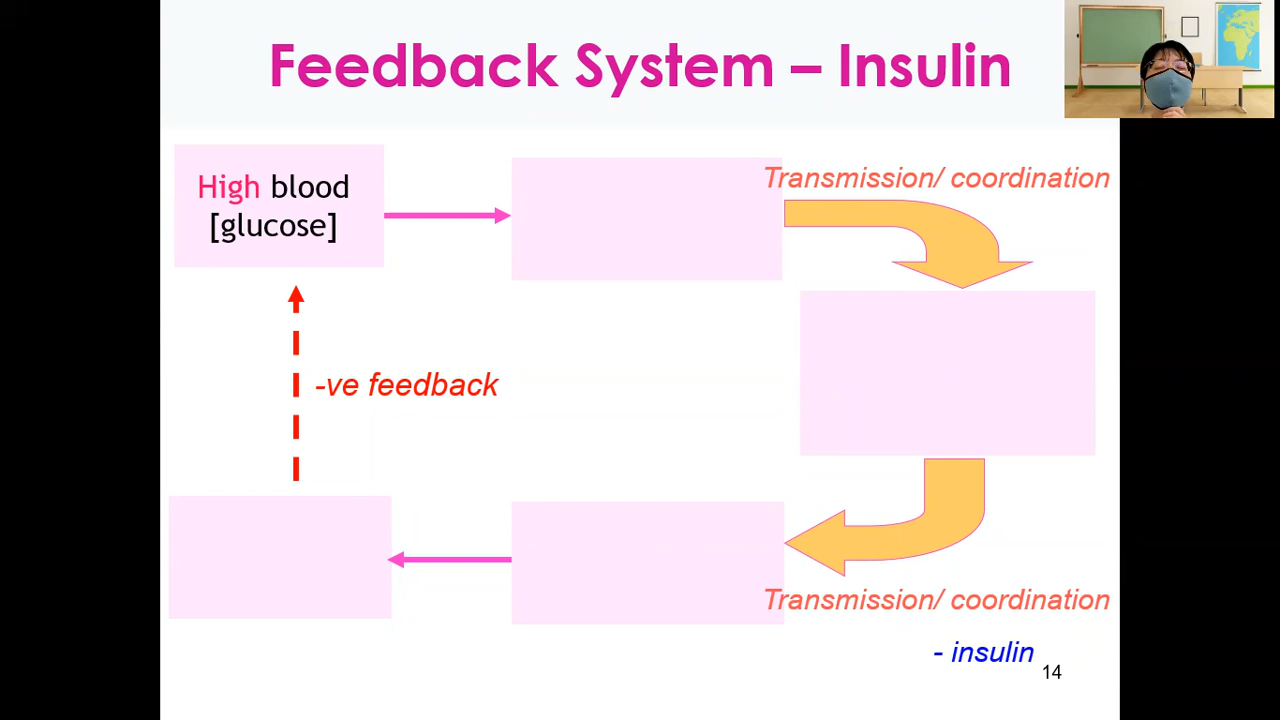 Feedback System – Insulin
High blood
[glucose]
Transmission/ coordination
-ve feedback
Transmission/ coordination
- insulin
14